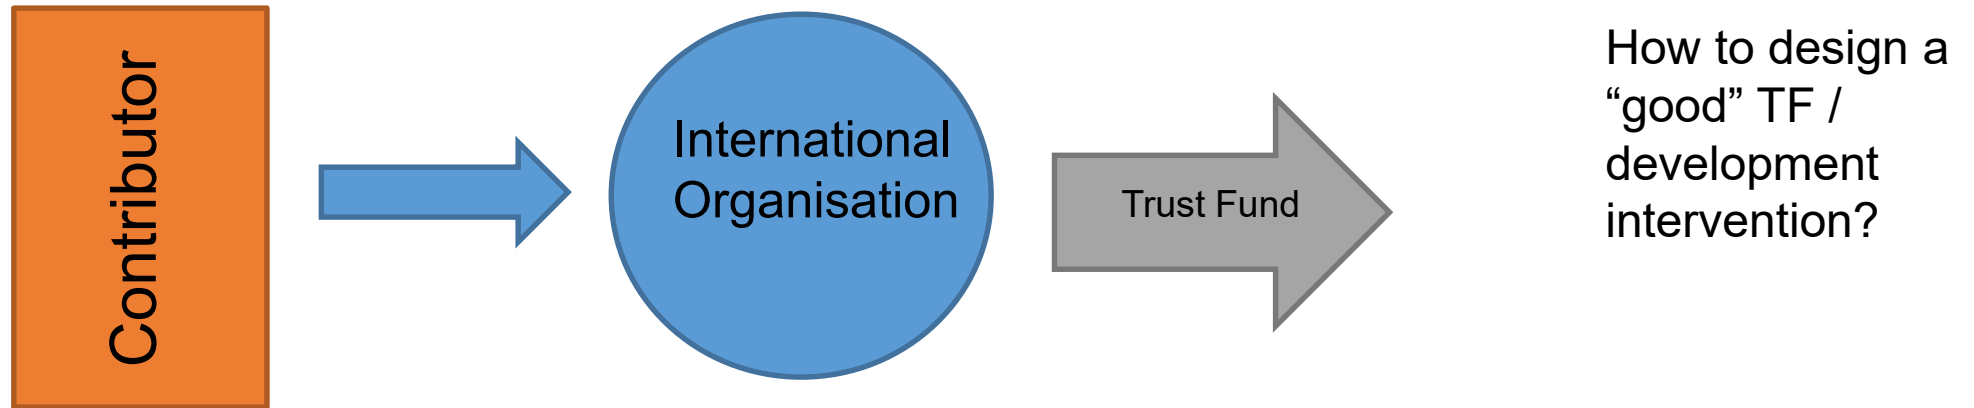 Contributor
International
Organisation
Trust Fund
How to design a
“good” TF /
development
intervention?